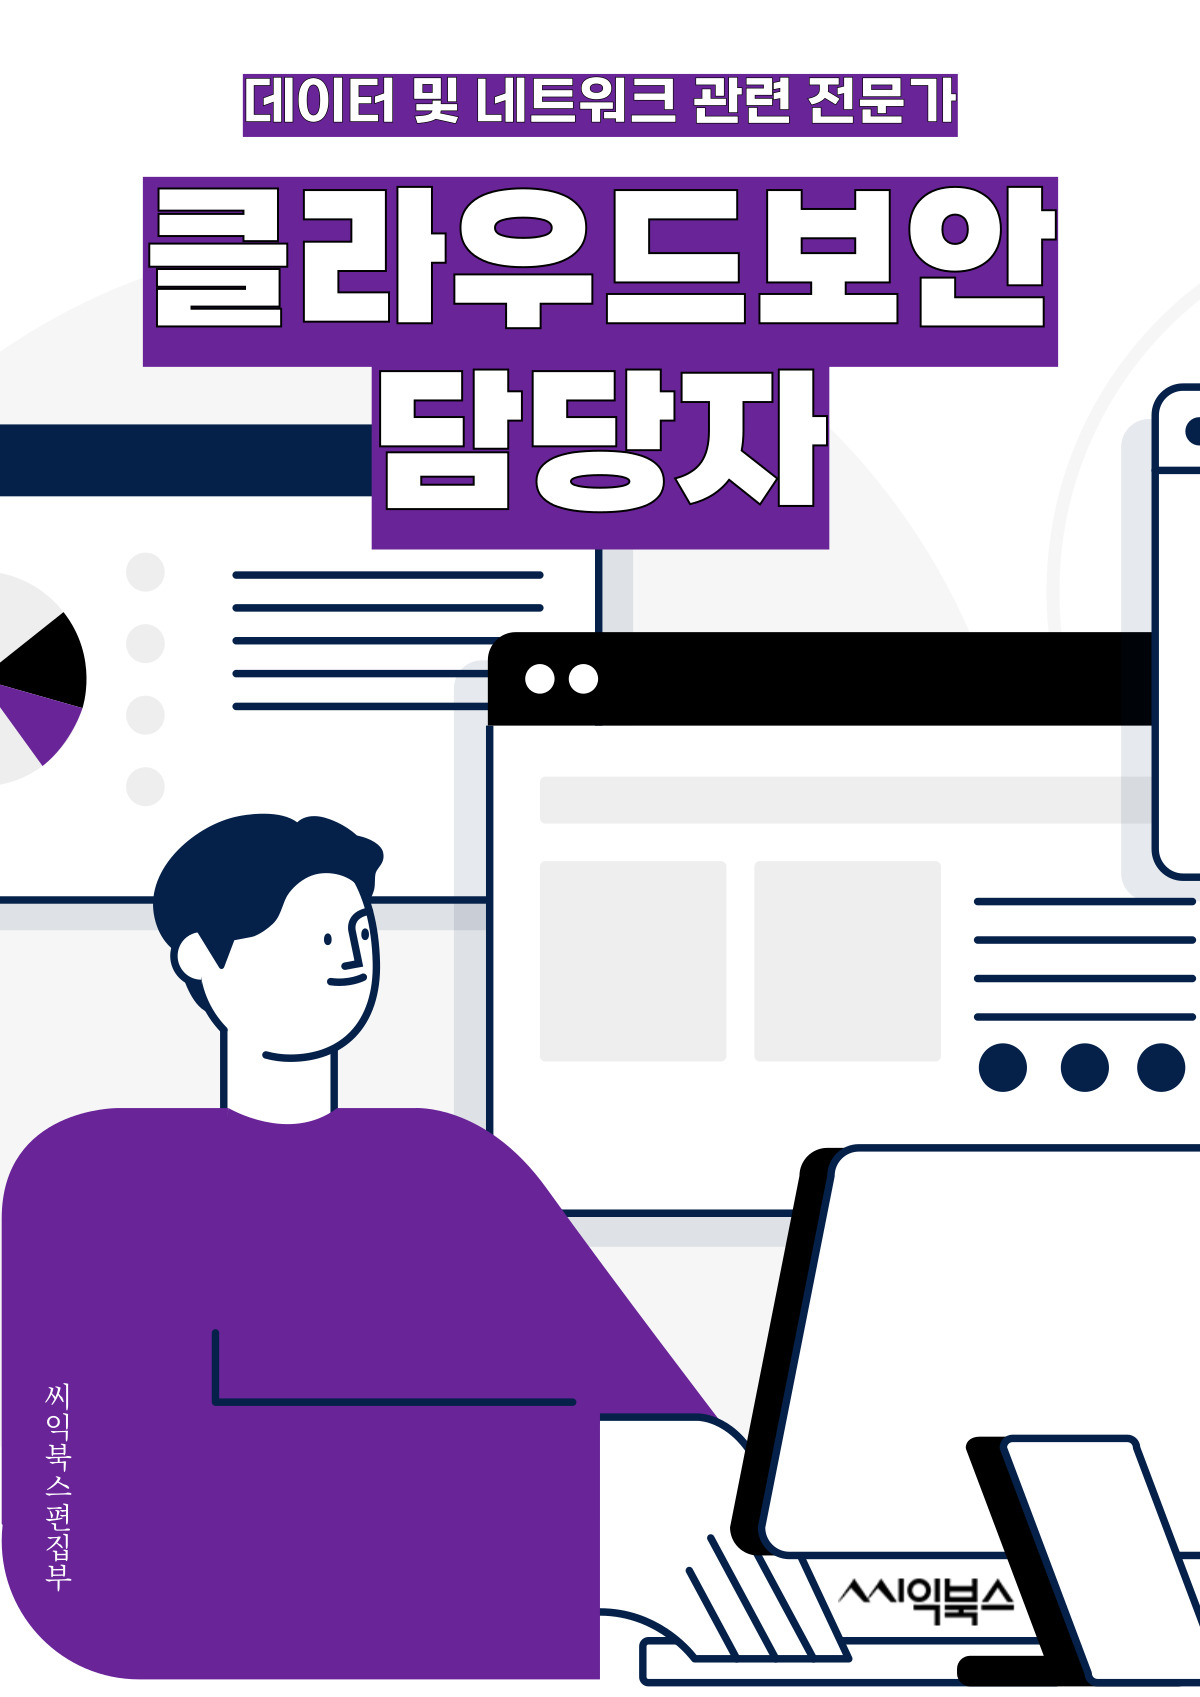 데이터 및 네트워크 관련 전문가
클라우드보안
담당자
씨익북스편집부
씨익북스